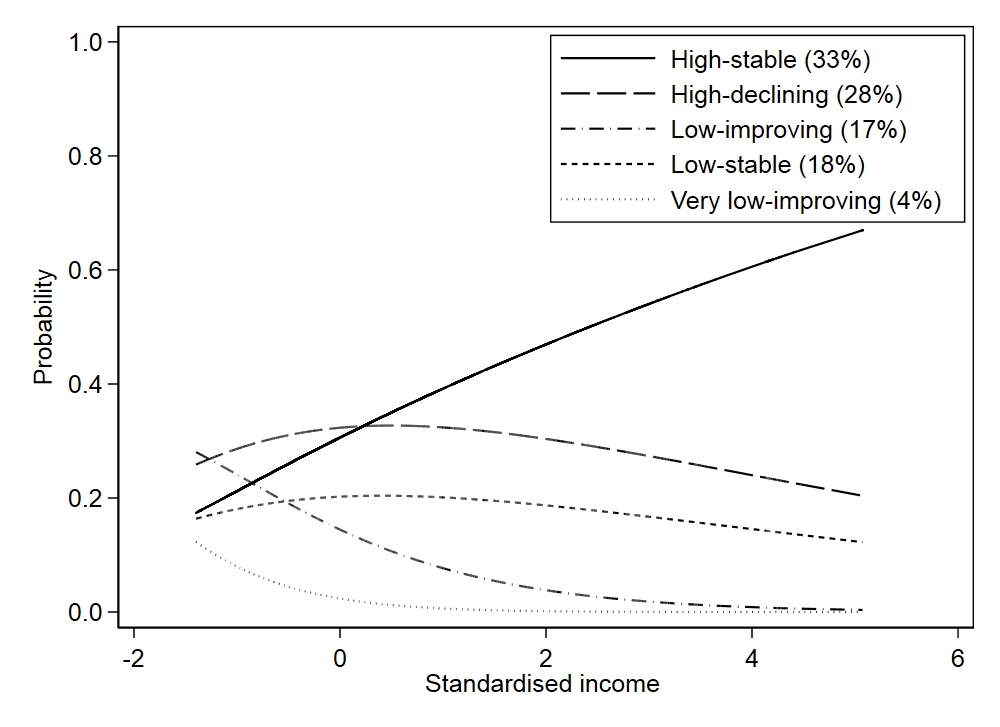 High-stable (33%)
High-declining (28%)
Low-improving (17%)
Low-stable (18%)
Very low-improving (4%)
1.0
0.8
0.6
0.4
0.2
0.0
Probability
-2 0 2 4 6
Standardised income